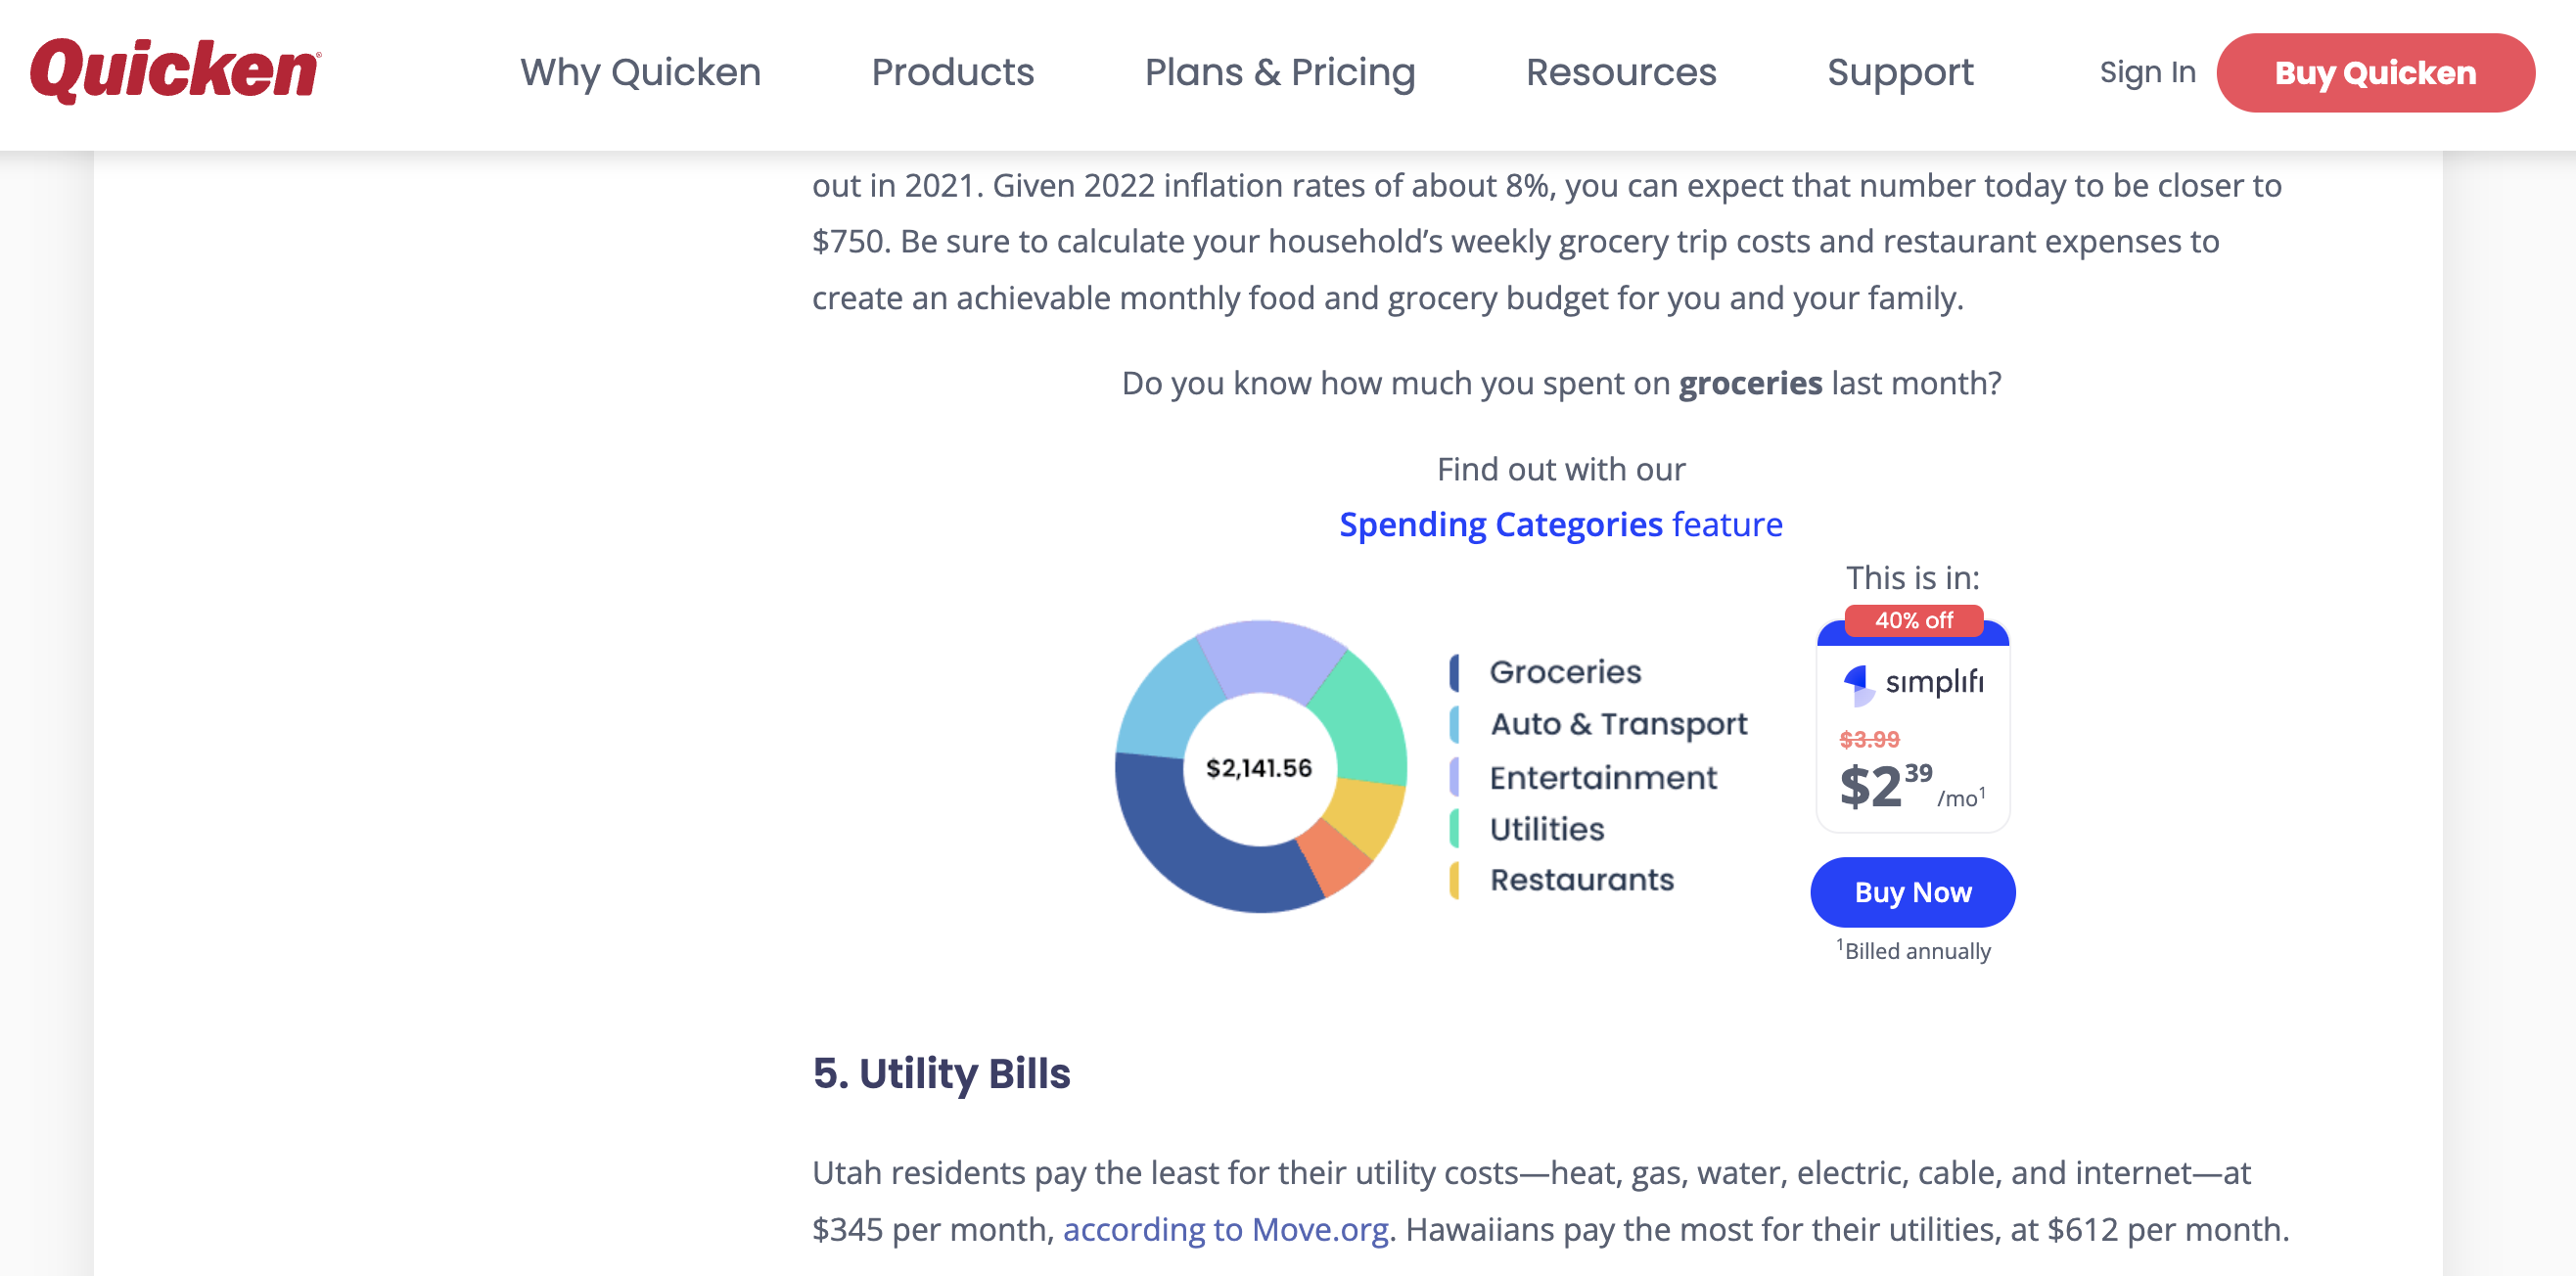 Quicken®
Why Quicken
Products
Plans & Pricing
Resources
Support
Sign In
Buy Quicken
out in 2021. Given 2022 inflation rates of about 8%, you can expect that number today to be closer to
$750. Be sure to calculate your household’s weekly grocery trip costs and restaurant expenses to
create an achievable monthly food and grocery budget for you and your family.
Do you know how much you spent on groceries last month?
Find out with our
Spending Categories feature
$2,141.56
Groceries
Auto & Transport
Entertainment
Utilities
Restaurants
This is in:
40% off
simplifi
$3.99
$2 39 /mo¹
Buy Now
¹Billed annually
5. Utility Bills
Utah residents pay the least for their utility costs—heat, gas, water, electric, cable, and internet—at
$345 per month, according to Move.org. Hawaiians pay the most for their utilities, at $612 per month.